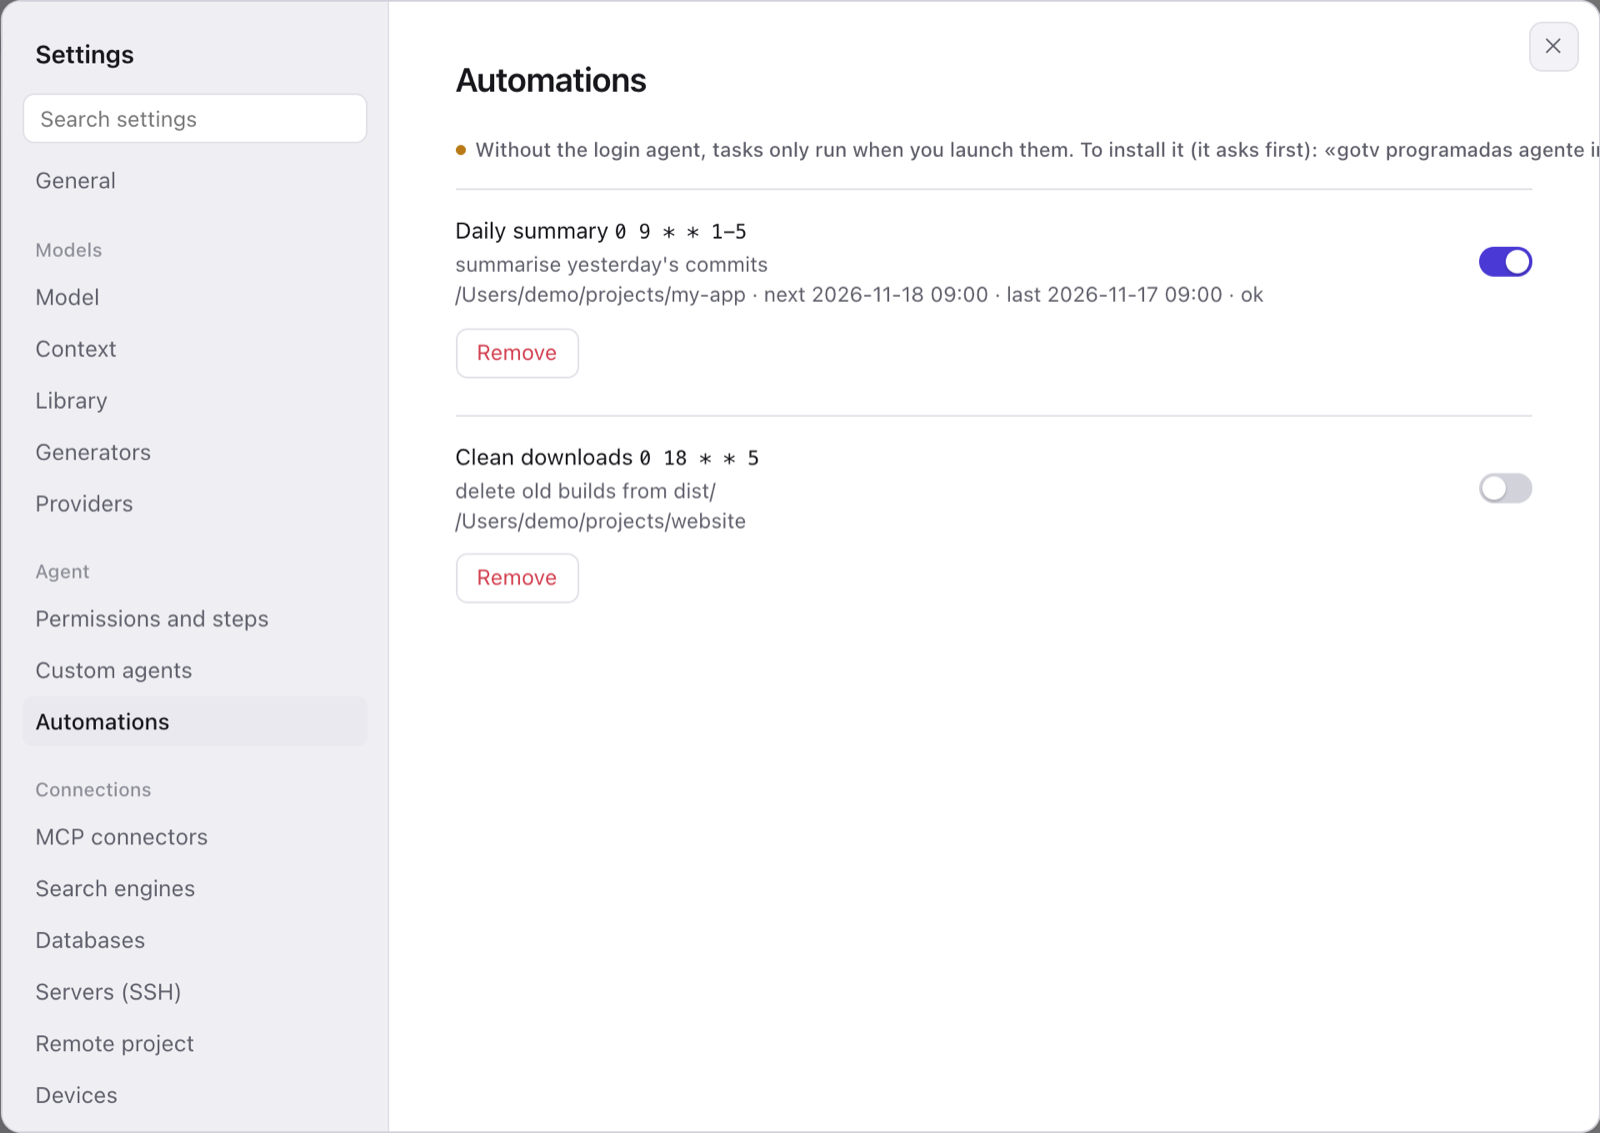 Settings
Search settings
General
Models
Model
Context
Library
Generators
Providers
Agent
Permissions and steps
Custom agents
Automations
Connections
MCP connectors
Search engines
Databases
Servers (SSH)
Remote project
Devices
Automations
Without the login agent, tasks only run when you launch them. To install it (it asks first): «gotv programadas agente
Daily summary 0 9 * * 1–5
summarise yesterday's commits
/Users/demo/projects/my-app · next 2026-11-18 09:00 · last 2026-11-17 09:00 · ok
Remove
Clean downloads 0 18 * * 5
delete old builds from dist/
/Users/demo/projects/website
Remove